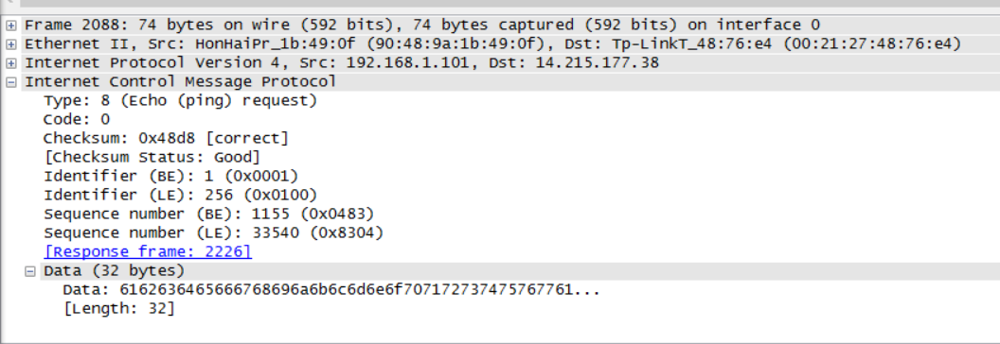 Frame 2088: 74 bytes on wire (592 bits), 74 bytes captured (592 bits) on interface 0
Ethernet II, Src: HonHaiPr_1b:49:0f (90:48:9a:1b:49:0f), Dst: Tp-LinkT_48:76:e4 (00:21:27:48:76:e4)
Internet Protocol Version 4, Src: 192.168.1.101, Dst: 14.215.177.38
Internet Control Message Protocol
Type: 8 (Echo (ping) request)
Code: 0
Checksum: 0x48d8 [correct]
[Checksum Status: Good]
Identifier (BE): 1 (0x0001)
Identifier (LE): 256 (0x0100)
Sequence number (BE): 1155 (0x0483)
Sequence number (LE): 33540 (0x8304)
[Response frame: 2226]
Data (32 bytes)
Data: 6162636465666768696a6b6c6d6e6f707172737475767761...
[Length: 32]